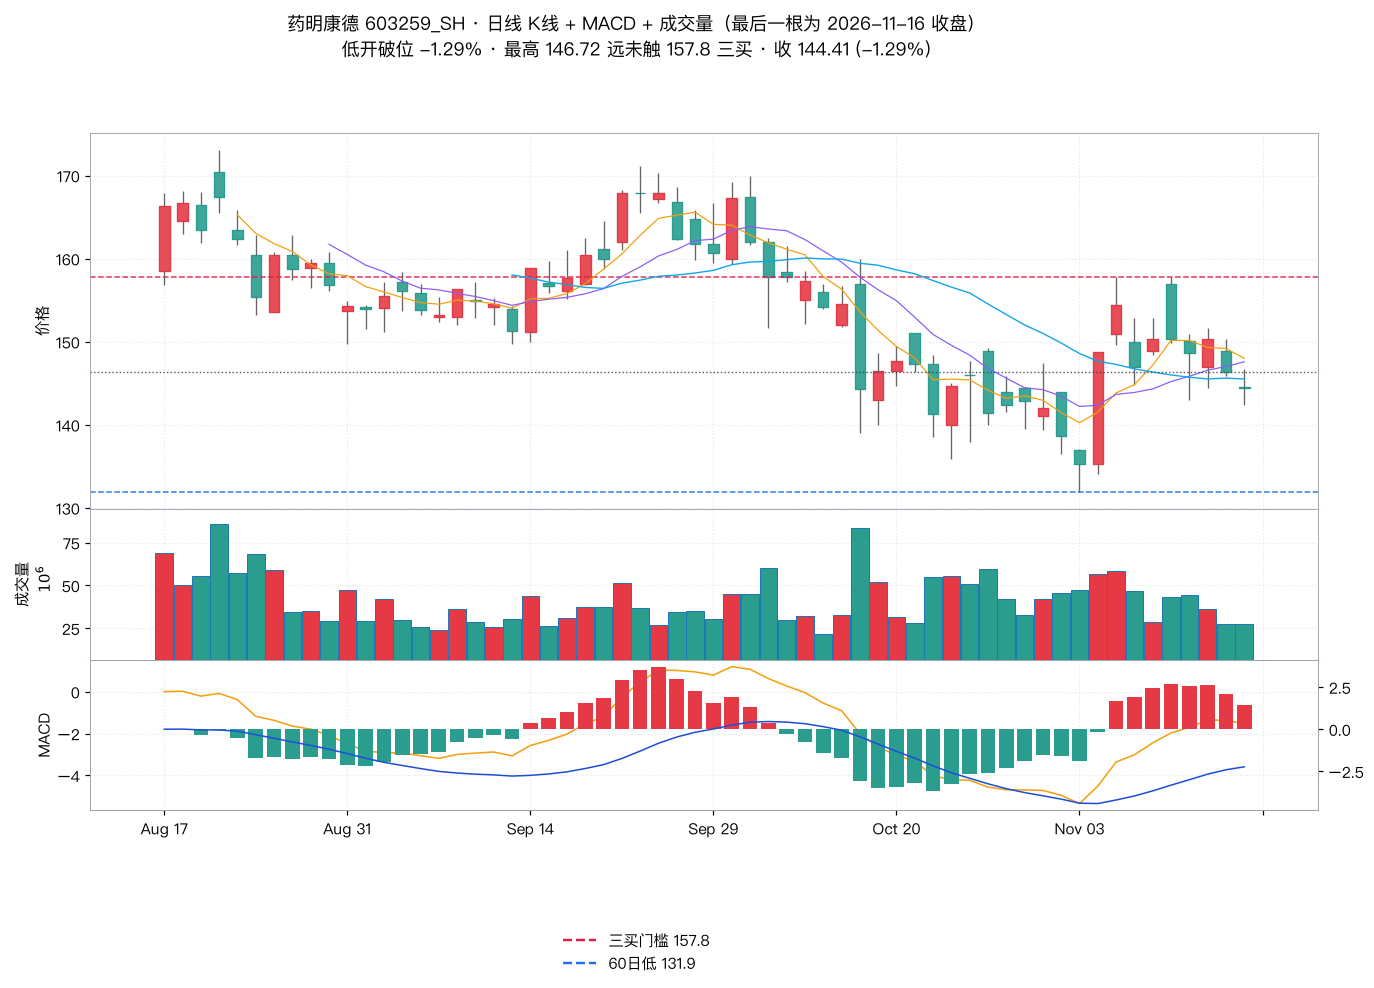 药明康德 603259_SH · 日线 K线 + MACD + 成交量（最后一根为 2026–11–16 收盘）
低开破位 −1.29% · 最高 146.72 远未触 157.8 三买 · 收 144.41 (−1.29%)
价格
170
160
150
140
130
成交量
10⁶
75
50
25
MACD
0
−2
−4
2.5
0.0
−2.5
Aug 17
Aug 31
Sep 14
Sep 29
Oct 20
Nov 03
三买门槛 157.8
60日低 131.9